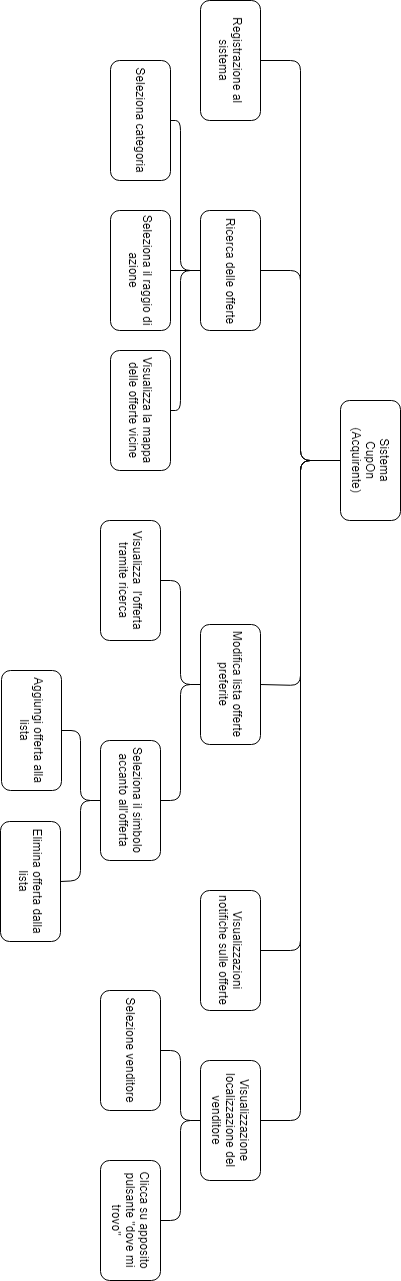 Sistema
CupOn
(Acquirente)
Registrazione al
sistema
Ricerca delle offerte
Modifica lista offerte
preferite
Visualizzazioni
notifiche sulle offerte
Visualizzazione
localizzazione del
venditore
Seleziona categoria
Seleziona il raggio di
azione
Visualizza la mappa
delle offerte vicine
Visualizza l'offerta
tramite ricerca
Seleziona il simbolo
accanto all'offerta
Selezione venditore
Clicca su apposito
pulsante "dove mi
trovo"
Aggiungi offerta alla
lista
Elimina offerta dalla
lista